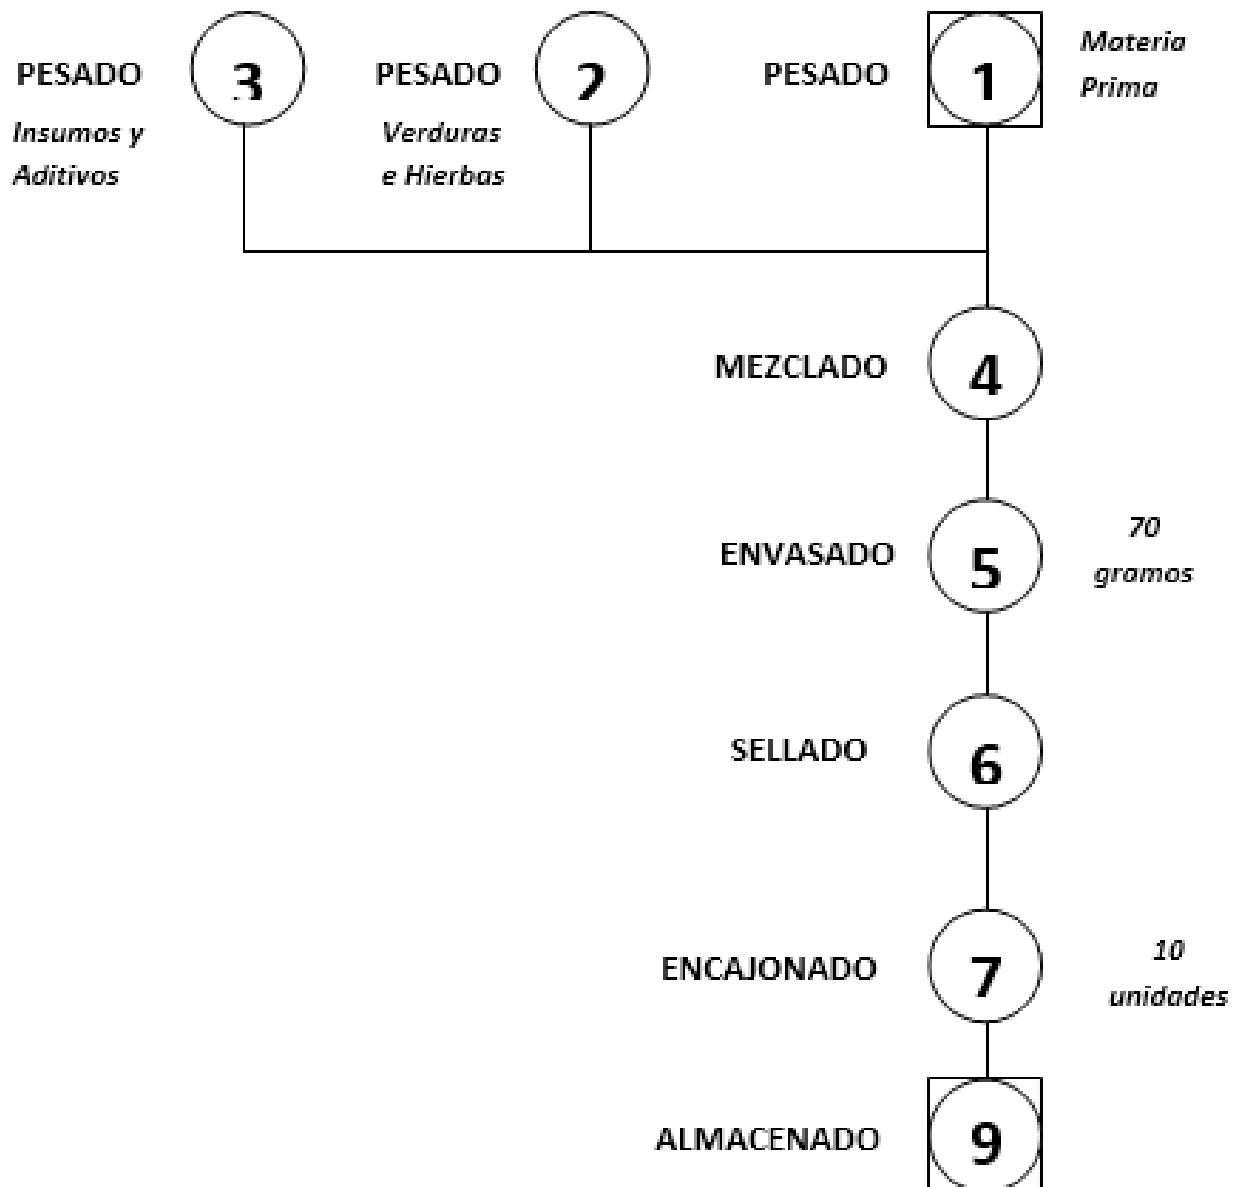 PESADO
3
Insumos y
Aditivos
PESADO
2
Verduras
e Hierbas
PESADO
1
Materia
Prima
MEZCLADO
4
ENVASADO
5
70
gramos
SELLADO
6
ENCAJONADO
7
10
unidades
ALMACENADO
9